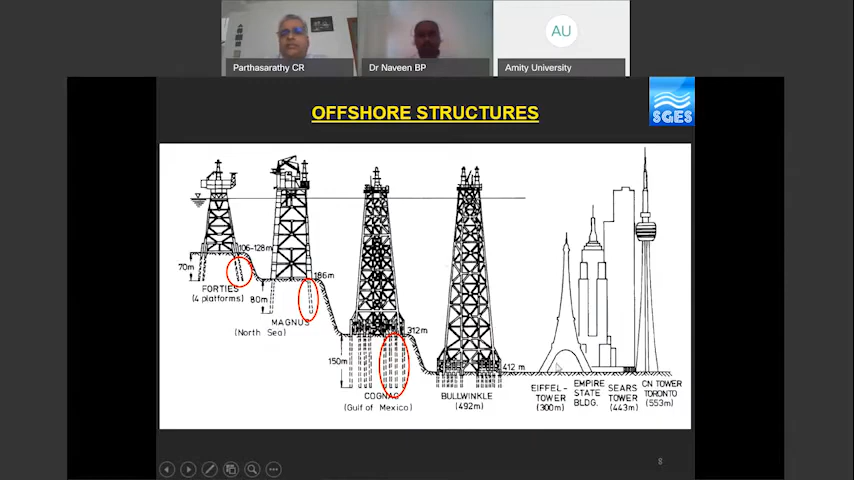 AU
Parthasarathy CR
Dr Naveen BP
Amity University
OFFSHORE STRUCTURES
SGES
106-128m
70m
FORTIES
(4 platforms)
186m
80m
MAGNUS
(North Sea)
312m
150m
COGNAC
(Gulf of Mexico)
412 m
BULLWINKLE
(492m)
EIFFEL-
TOWER
(300m)
EMPIRE
STATE
BLDG.
SEARS
TOWER
(443m)
CN TOWER
TORONTO
(553m)
8